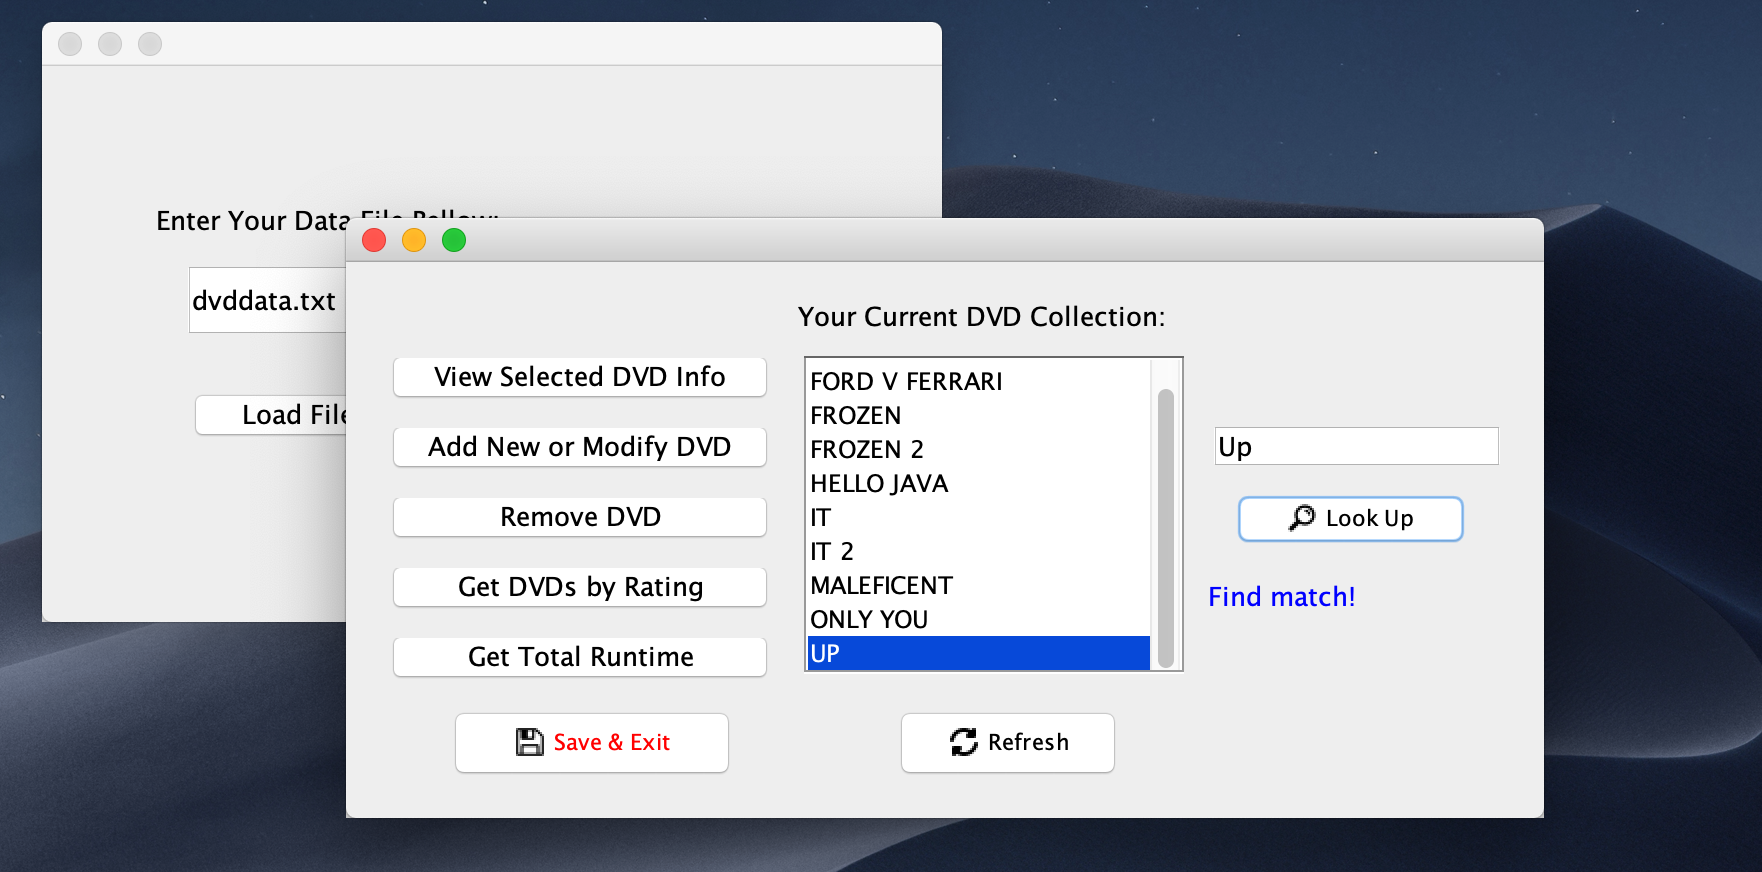 Enter Your Data File Bellow:
dvddata.txt
Load File
Your Current DVD Collection:
View Selected DVD Info
Add New or Modify DVD
Remove DVD
Get DVDs by Rating
Get Total Runtime
Save & Exit
FORD V FERRARI
FROZEN
FROZEN 2
HELLO JAVA
IT
IT 2
MALEFICENT
ONLY YOU
UP
Refresh
Up
Look Up
Find match!